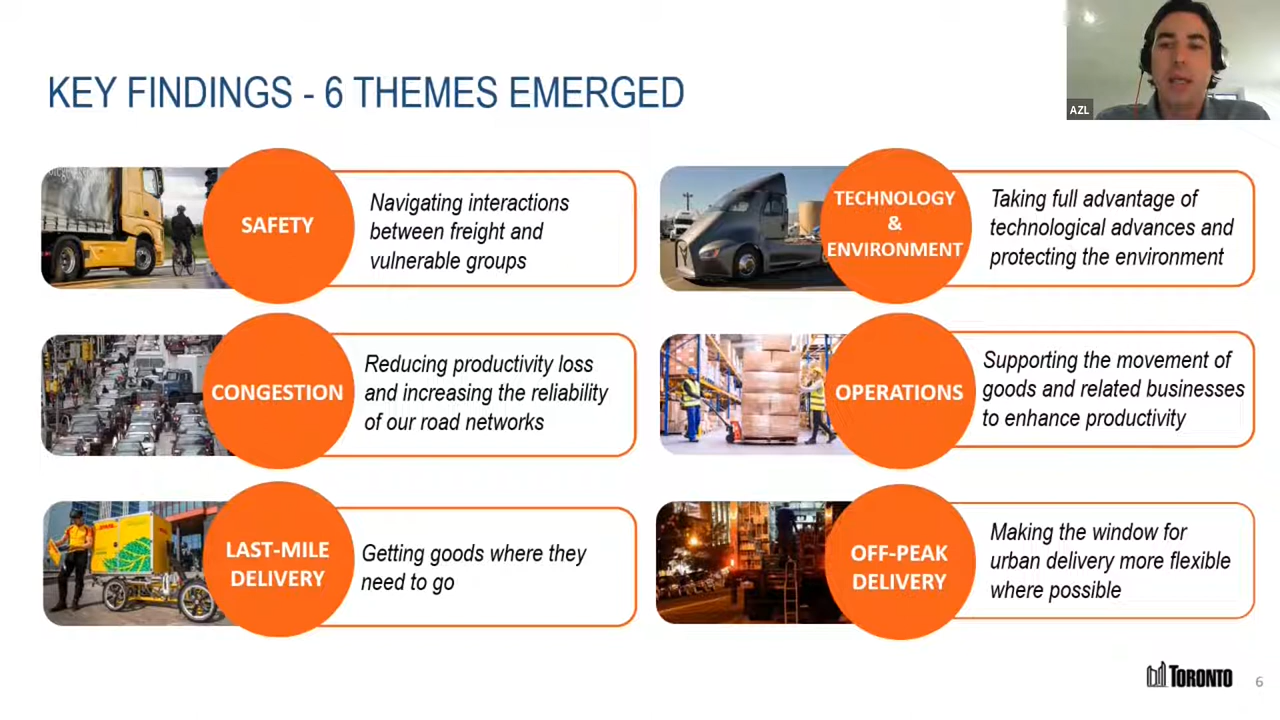 AZL
KEY FINDINGS - 6 THEMES EMERGED
SAFETY
Navigating interactions
between freight and
vulnerable groups
TECHNOLOGY
&
ENVIRONMENT
Taking full advantage of
technological advances and
protecting the environment
CONGESTION
Reducing productivity loss
and increasing the reliability
of our road networks
OPERATIONS
Supporting the movement of
goods and related businesses
to enhance productivity
LAST-MILE
DELIVERY
Getting goods where they
need to go
OFF-PEAK
DELIVERY
Making the window for
urban delivery more flexible
where possible
TORONTO
6